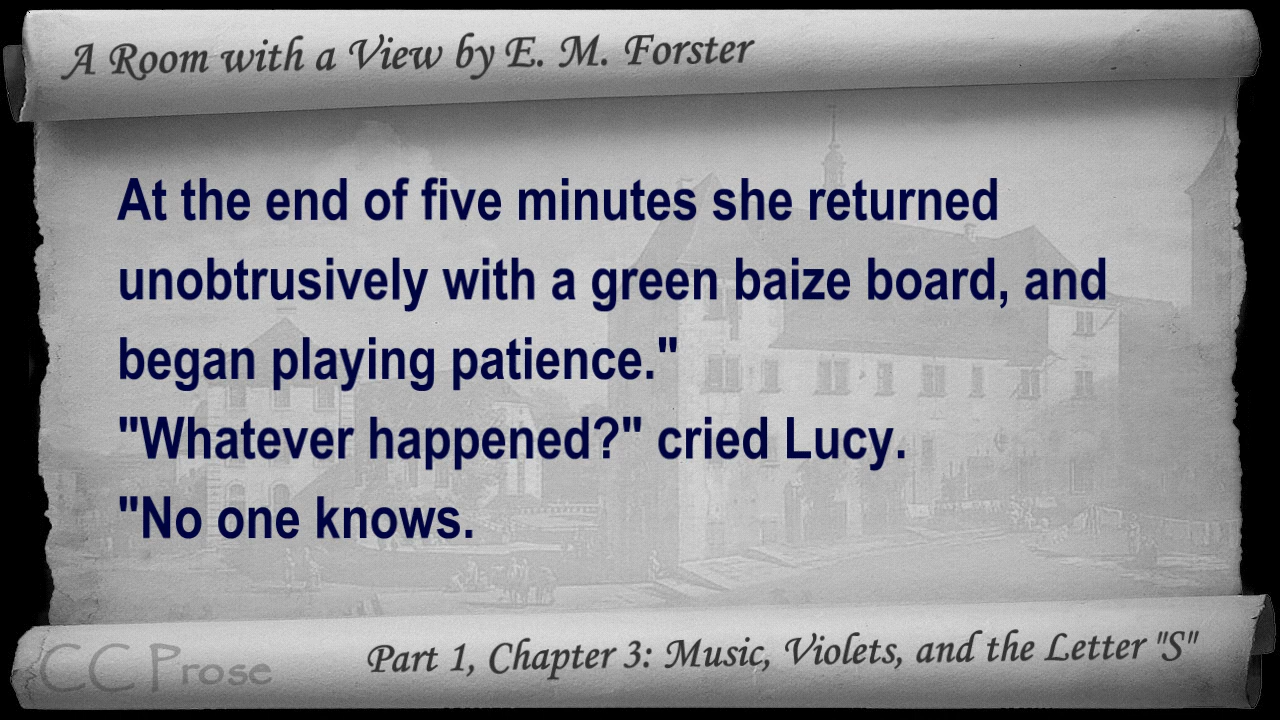 A Room with a View by E. M. Forster
At the end of five minutes she returned
unobtrusively with a green baize board, and
began playing patience."
"Whatever happened?" cried Lucy.
"No one knows.
Part 1, Chapter 3: Music, Violets, and the Letter "S"
CC Prose